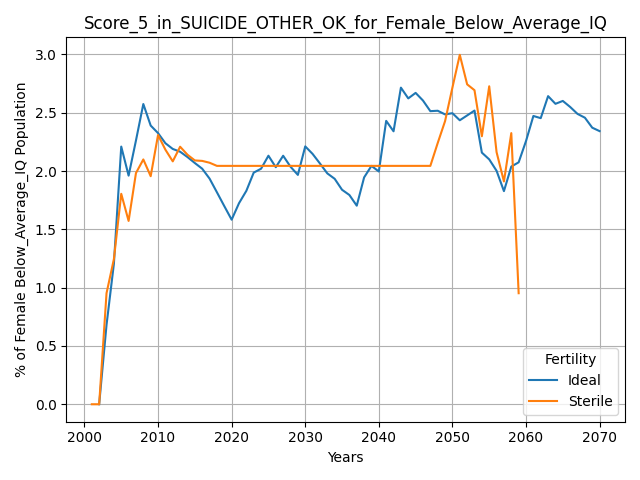 Score_5_in_SUICIDE_OTHER_OK_for_Female_Below_Average_IQ
% of Female Below_Average_IQ Population
3.0
2.5
2.0
1.5
1.0
0.5
0.0
Fertility
Ideal
Sterile
2000 2010 2020 2030 2040 2050 2060 2070
Years